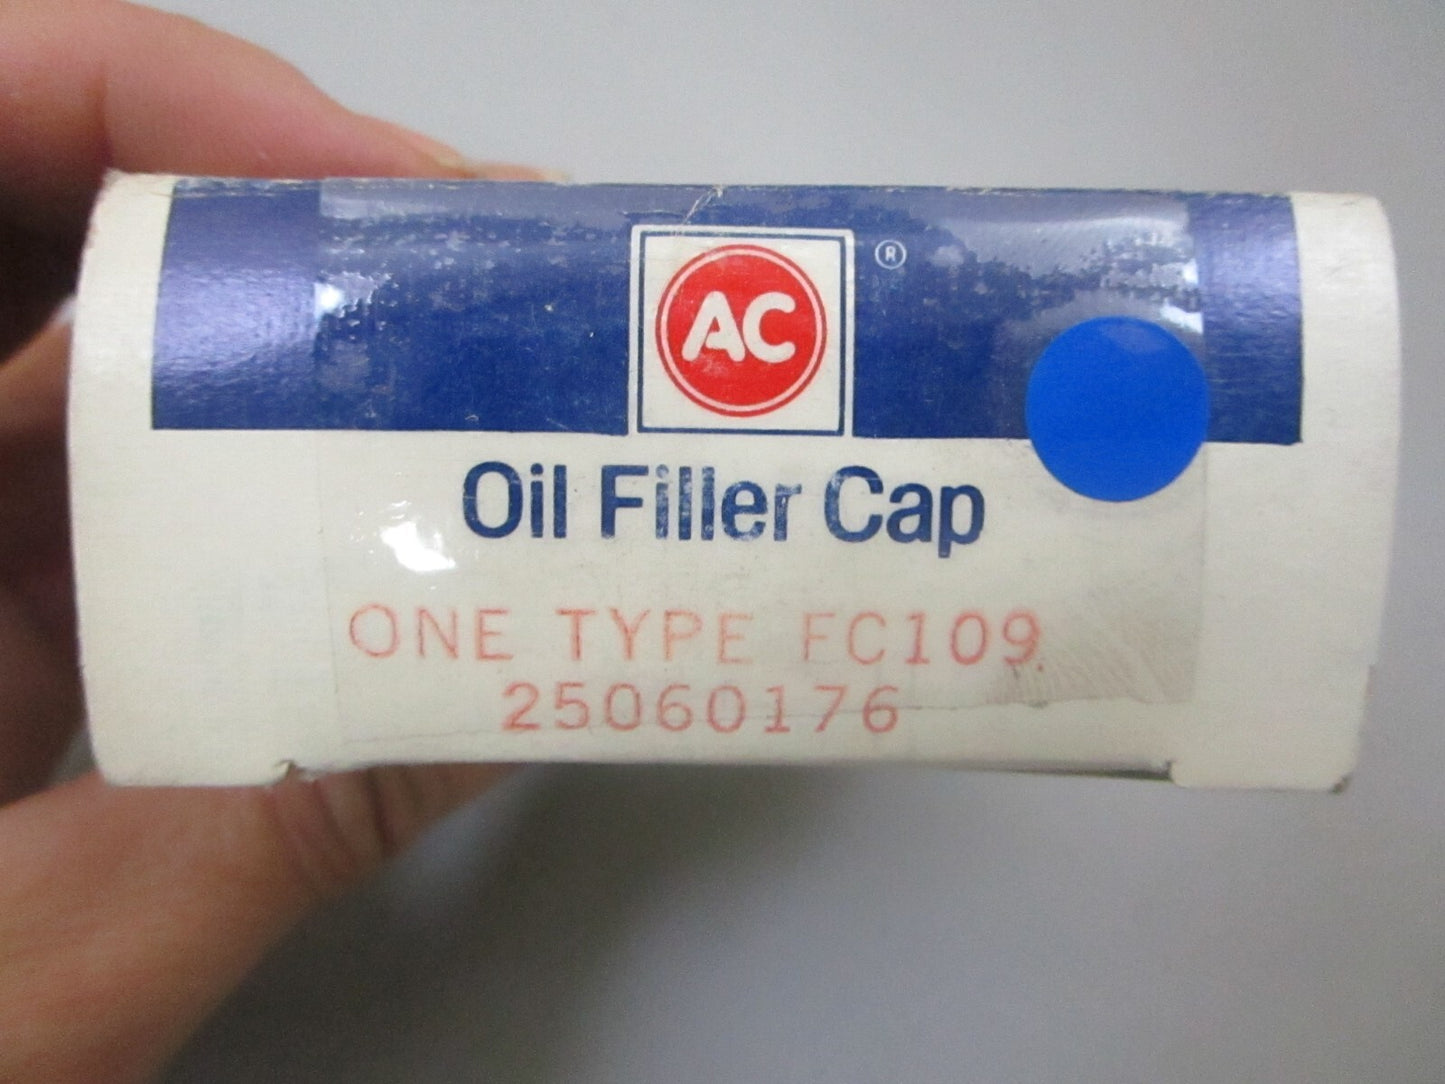 AC ®
Oil Filler Cap
ONE TYPE FC109
25060176